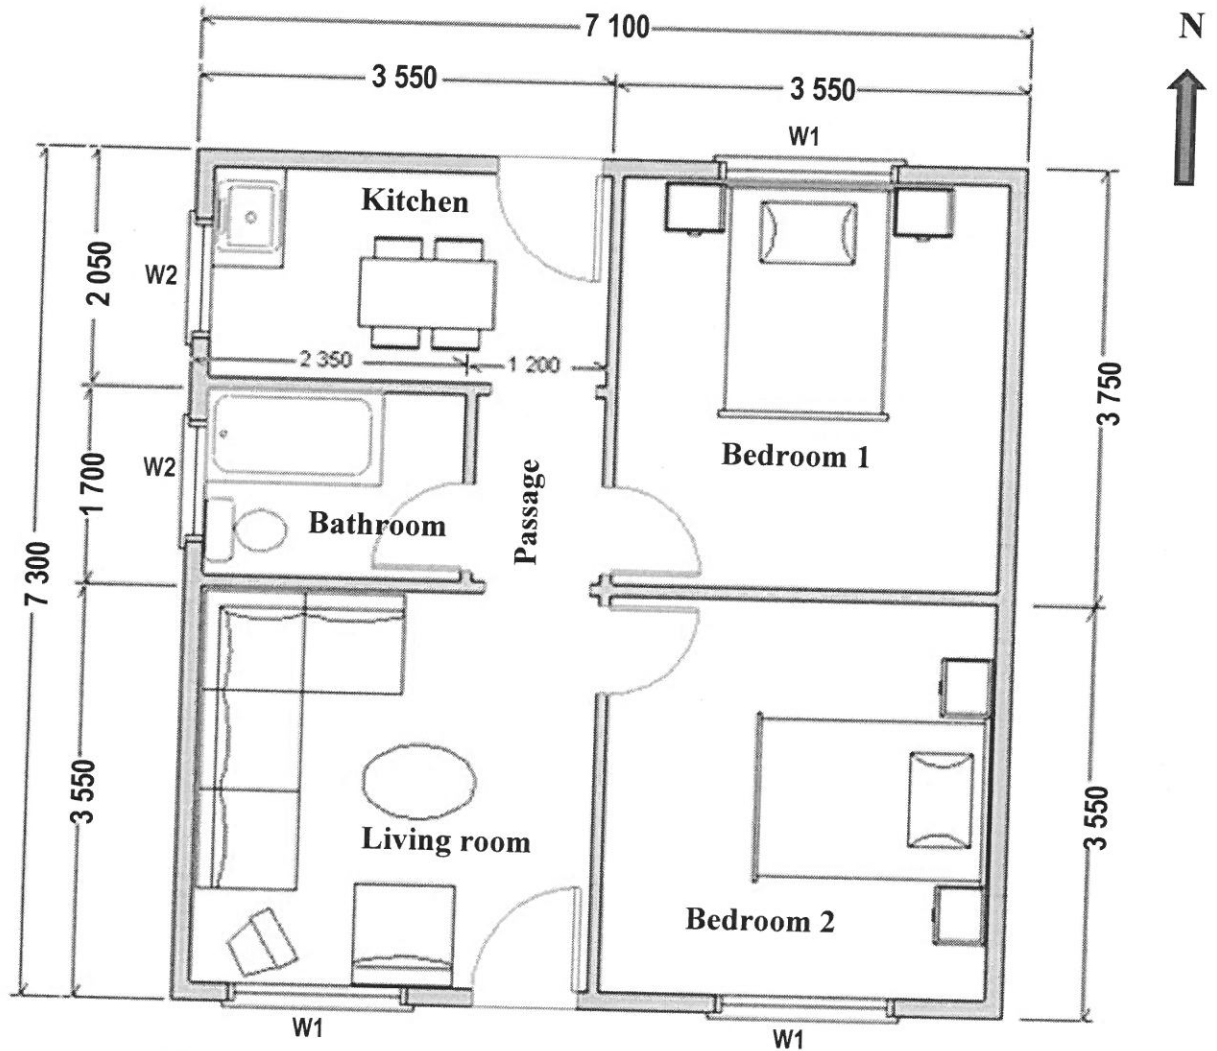 7 100
N
3 550
3 550
W1
Kitchen
W2
2 050
2 350
1 200
3 750
Bedroom 1
W2
1 700
Passage
Bathroom
7 300
3 550
Living room
3 550
Bedroom 2
W1
W1